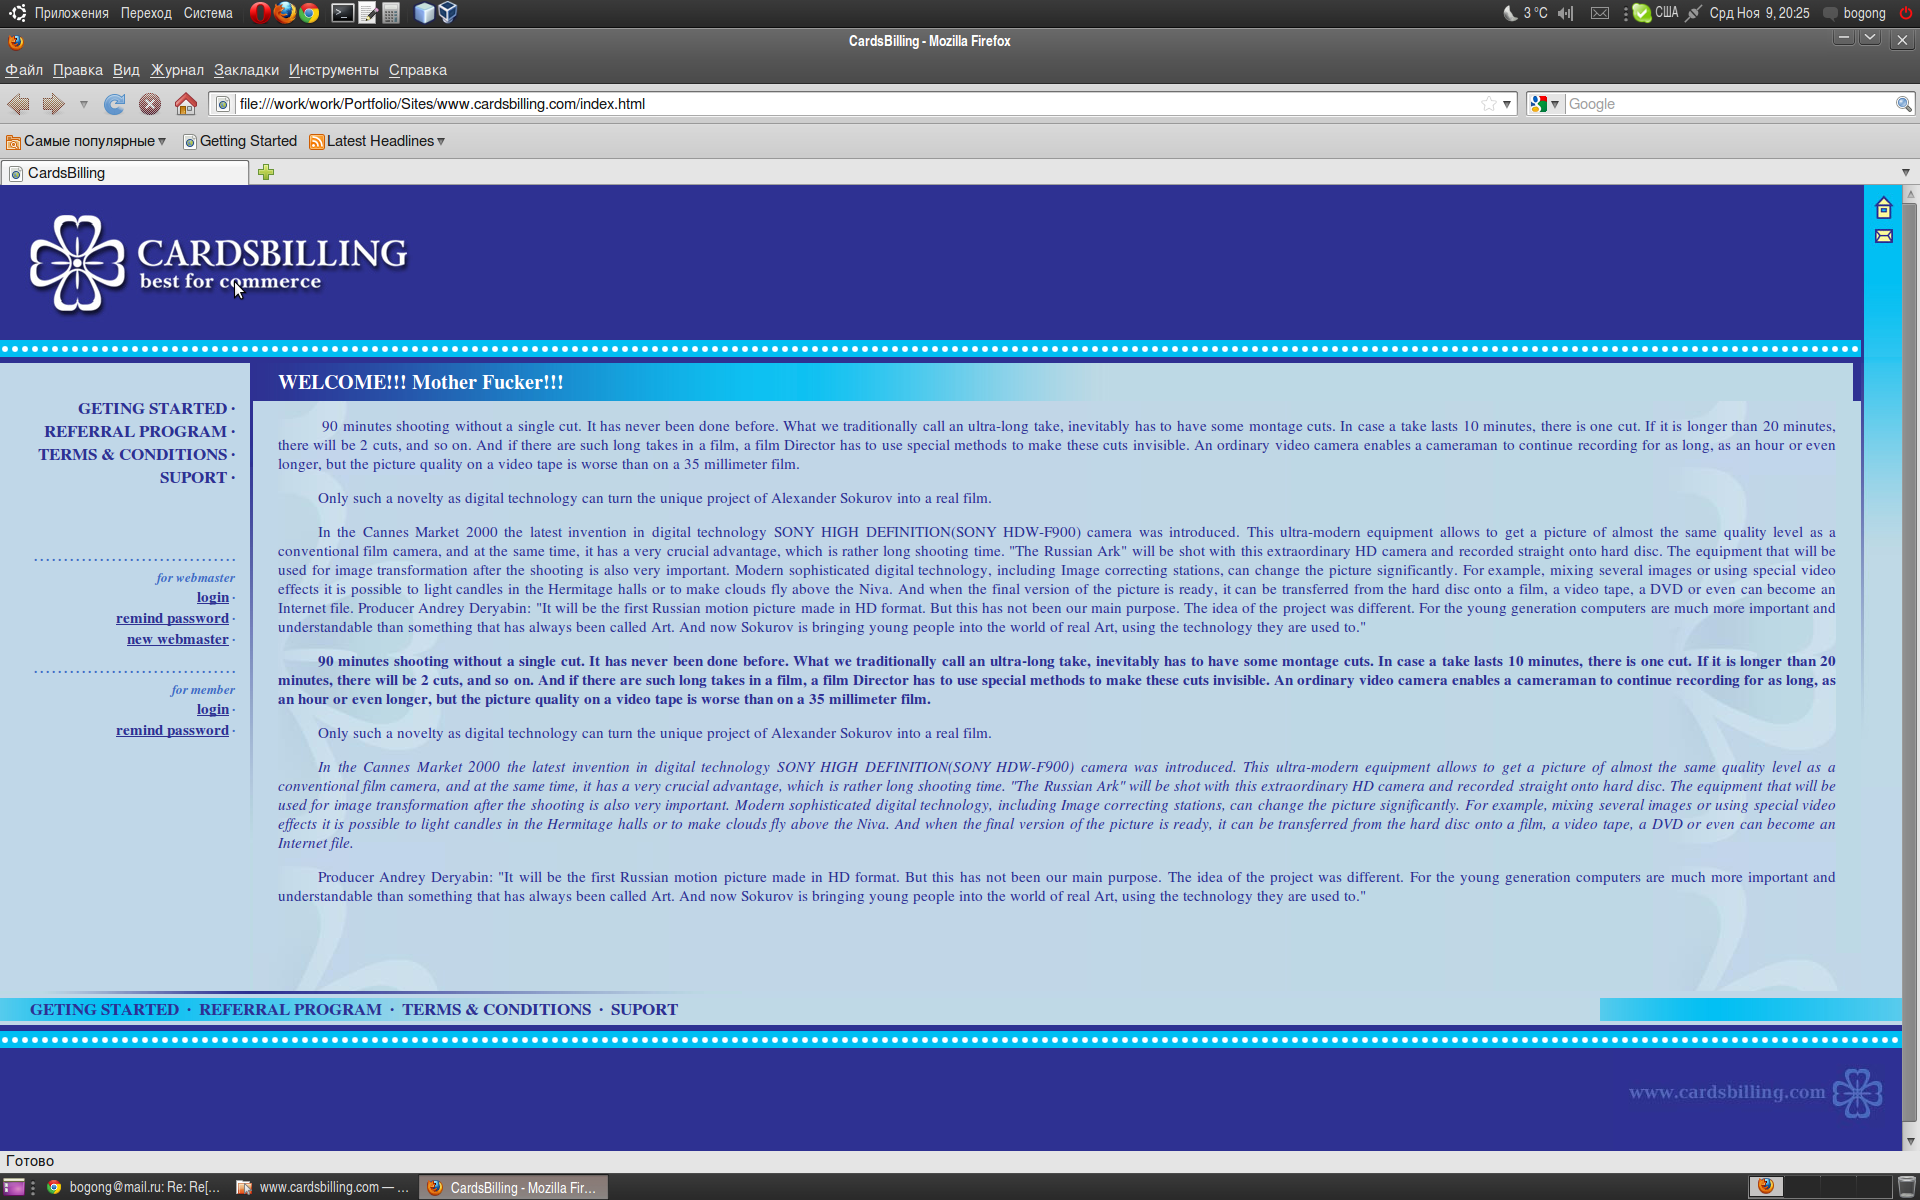 Приложения Переход Система 3 °C США Срд Ноя 9, 20:25 bogong
CardsBilling - Mozilla Firefox
Файл Правка Вид Журнал Закладки Инструменты Справка
file:///work/work/Portfolio/Sites/www.cardsbilling.com/index.html Google
Самые популярные Getting Started Latest Headlines
CardsBilling
CARDSBILLING
best for commerce
WELCOME!!! Mother Fucker!!!
GETING STARTED ·
REFERRAL PROGRAM ·
TERMS & CONDITIONS ·
SUPORT ·
for webmaster
login ·
remind password ·
new webmaster ·
for member
login ·
remind password ·
90 minutes shooting without a single cut. It has never been done before. What we traditionally call an ultra-long take, inevitably has to have some montage cuts. In case a take lasts 10 minutes, there is one cut. If it is longer than 20 minutes,
there will be 2 cuts, and so on. And if there are such long takes in a film, a film Director has to use special methods to make these cuts invisible. An ordinary video camera enables a cameraman to continue recording for as long, as an hour or even
longer, but the picture quality on a video tape is worse than on a 35 millimeter film.
Only such a novelty as digital technology can turn the unique project of Alexander Sokurov into a real film.
In the Cannes Market 2000 the latest invention in digital technology SONY HIGH DEFINITION(SONY HDW-F900) camera was introduced. This ultra-modern equipment allows to get a picture of almost the same quality level as a
conventional film camera, and at the same time, it has a very crucial advantage, which is rather long shooting time. "The Russian Ark" will be shot with this extraordinary HD camera and recorded straight onto hard disc. The equipment that will be
used for image transformation after the shooting is also very important. Modern sophisticated digital technology, including Image correcting stations, can change the picture significantly. For example, mixing several images or using special video
effects it is possible to light candles in the Hermitage halls or to make clouds fly above the Niva. And when the final version of the picture is ready, it can be transferred from the hard disc onto a film, a video tape, a DVD or even can become an
Internet file. Producer Andrey Deryabin: "It will be the first Russian motion picture made in HD format. But this has not been our main purpose. The idea of the project was different. For the young generation computers are much more important and
understandable than something that has always been called Art. And now Sokurov is bringing young people into the world of real Art, using the technology they are used to."
90 minutes shooting without a single cut. It has never been done before. What we traditionally call an ultra-long take, inevitably has to have some montage cuts. In case a take lasts 10 minutes, there is one cut. If it is longer than 20
minutes, there will be 2 cuts, and so on. And if there are such long takes in a film, a film Director has to use special methods to make these cuts invisible. An ordinary video camera enables a cameraman to continue recording for as long, as
an hour or even longer, but the picture quality on a video tape is worse than on a 35 millimeter film.
Only such a novelty as digital technology can turn the unique project of Alexander Sokurov into a real film.
In the Cannes Market 2000 the latest invention in digital technology SONY HIGH DEFINITION(SONY HDW-F900) camera was introduced. This ultra-modern equipment allows to get a picture of almost the same quality level as a
conventional film camera, and at the same time, it has a very crucial advantage, which is rather long shooting time. "The Russian Ark" will be shot with this extraordinary HD camera and recorded straight onto hard disc. The equipment that will be
used for image transformation after the shooting is also very important. Modern sophisticated digital technology, including Image correcting stations, can change the picture significantly. For example, mixing several images or using special video
effects it is possible to light candles in the Hermitage halls or to make clouds fly above the Niva. And when the final version of the picture is ready, it can be transferred from the hard disc onto a film, a video tape, a DVD or even can become an
Internet file.
Producer Andrey Deryabin: "It will be the first Russian motion picture made in HD format. But this has not been our main purpose. The idea of the project was different. For the young generation computers are much more important and
understandable than something that has always been called Art. And now Sokurov is bringing young people into the world of real Art, using the technology they are used to."
GETING STARTED · REFERRAL PROGRAM · TERMS & CONDITIONS · SUPORT
www.cardsbilling.com
Готово
bogong@mail.ru: Re: Re[... www.cardsbilling.com — ... CardsBilling - Mozilla Fir...